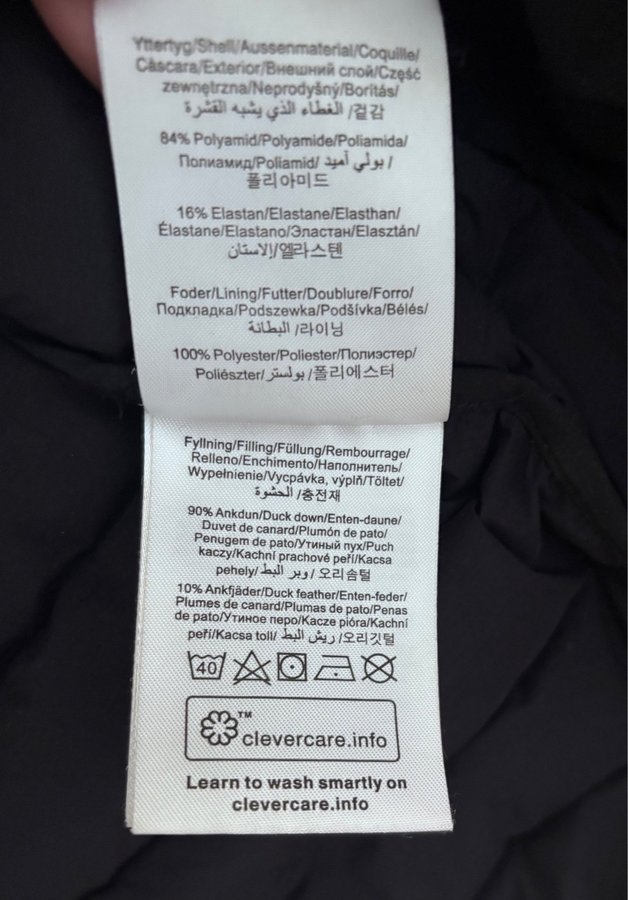 Yttertyg/Shell/Aussenmaterial/Coquille/
Cáscara/Exterior/Внешний слой/Część
zewnętrzna/Neprodyšný/Borítás/
الغطاء الذي يشبه القشرة /겉감
84% Polyamid/Polyamide/Poliamida/
Полиамид/Poliamid/ بولي أميد /
폴리아미드
16% Elastan/Elastane/Elasthan/
Élastane/Elastano/Эластан/Elasztán/
إلاستان/엘라스텐
Foder/Lining/Futter/Doublure/Forro/
Подкладка/Podszewka/Podšívka/Bélés/
البطانة /라이닝
100% Polyester/Poliester/Полиэстер/
Poliészter/ بولستر /폴리에스터
Fyllning/Filling/Füllung/Rembourrage/
Relleno/Enchimento/Наполнитель/
Wypełnienie/Vycpávka, výplň/Töltet/
الحشوة /충전재
90% Ankdun/Duck down/Enten-daune/
Duvet de canard/Plumón de pato/
Penugem de pato/Утиный пух/Puch
kaczy/Kachní prachové peří/Kacsa
pehely/ وبر البط /오리솜털
10% Ankfjäder/Duck feather/Enten-feder/
Plumes de canard/Plumas de pato/Penas
de pato/Утиное перо/Kacze pióra/Kachní
peří/Kacsa toll/ ريش البط /오리깃털
40
™
clevercare.info
Learn to wash smartly on
clevercare.info